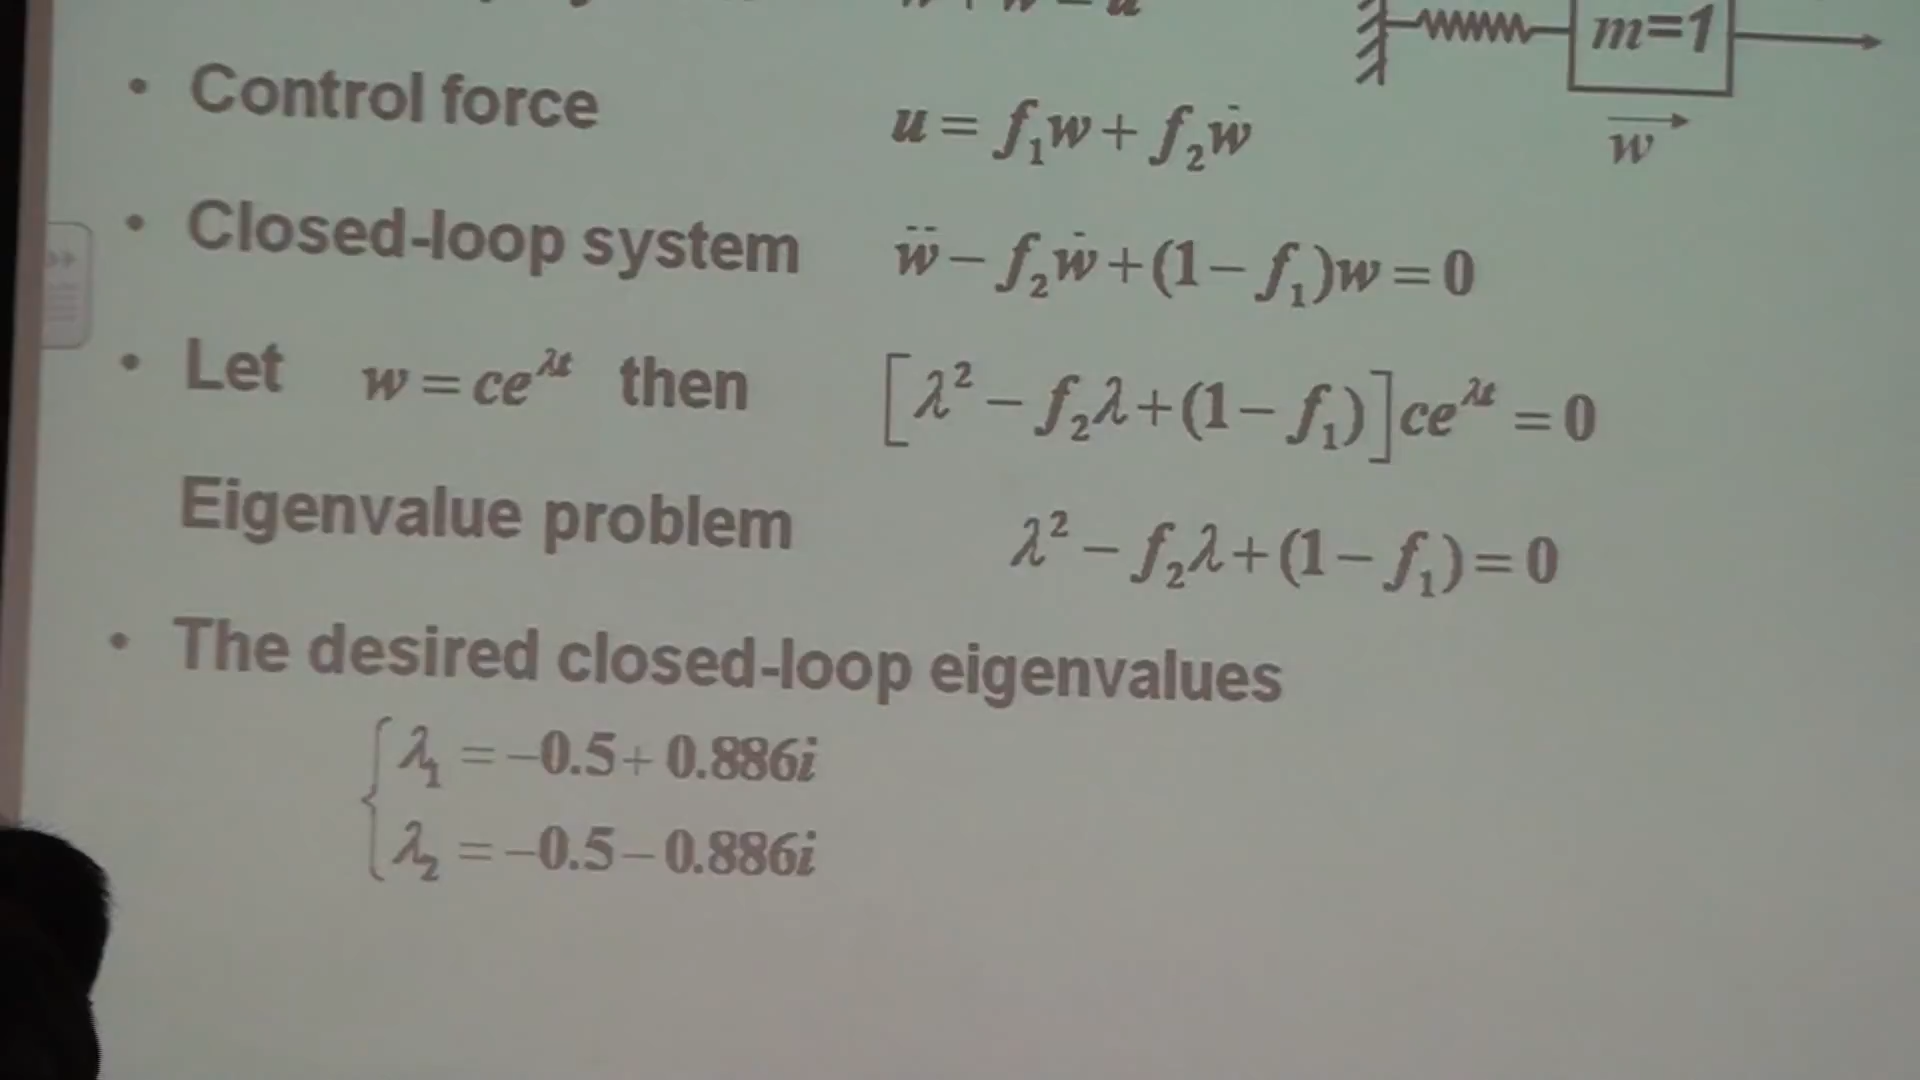 m=1
• Control force u = f₁w + f₂ẇ
w
• Closed-loop system ẅ − f₂ẇ + (1 − f₁)w = 0
• Let w = ce^{λt} then [λ² − f₂λ + (1 − f₁)]ce^{λt} = 0
Eigenvalue problem λ² − f₂λ + (1 − f₁) = 0
• The desired closed-loop eigenvalues
λ₁ = −0.5 + 0.886i
λ₂ = −0.5 − 0.886i